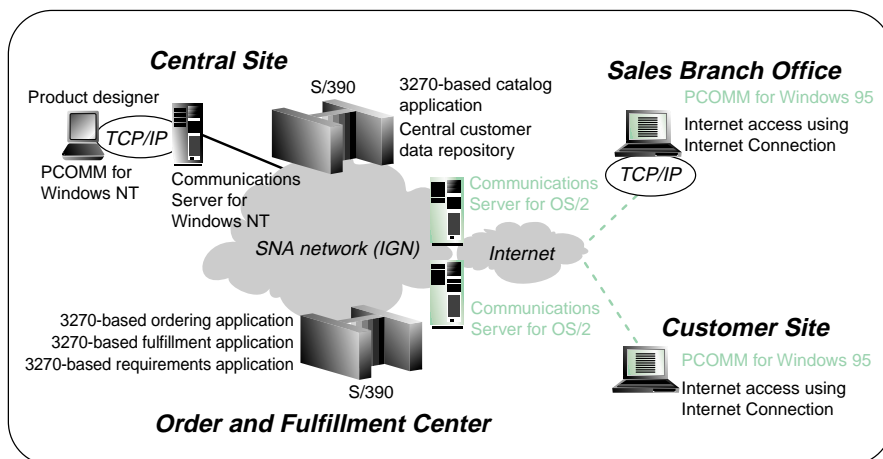 Central Site
S/390
3270-based catalog
application
Central customer
data repository
Product designer
TCP/IP
PCOMM for
Windows NT
Communications
Server for
Windows NT
Sales Branch Office
PCOMM for Windows 95
Internet access using
Internet Connection
TCP/IP
Communications
Server for OS/2
SNA network (IGN)
Internet
Communications
Server for OS/2
3270-based ordering application
3270-based fulfillment application
3270-based requirements application
S/390
Order and Fulfillment Center
Customer Site
PCOMM for Windows 95
Internet access using
Internet Connection